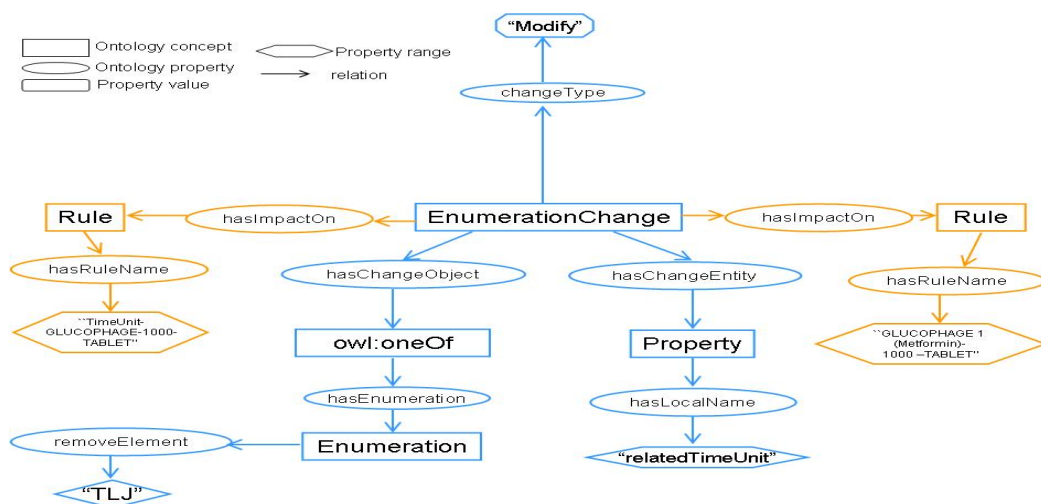 “Modify”
Ontology concept
Property range
Ontology property
relation
Property value
changeType
Rule
hasImpactOn
EnumerationChange
hasImpactOn
Rule
hasRuleName
hasChangeObject
hasChangeEntity
hasRuleName
``TimeUnit-
GLUCOPHAGE-1000-
TABLET''
owl:oneOf
Property
``GLUCOPHAGE 1
(Metformin)-
1000 –TABLET''
hasEnumeration
hasLocalName
removeElement
Enumeration
“relatedTimeUnit”
“TLJ”